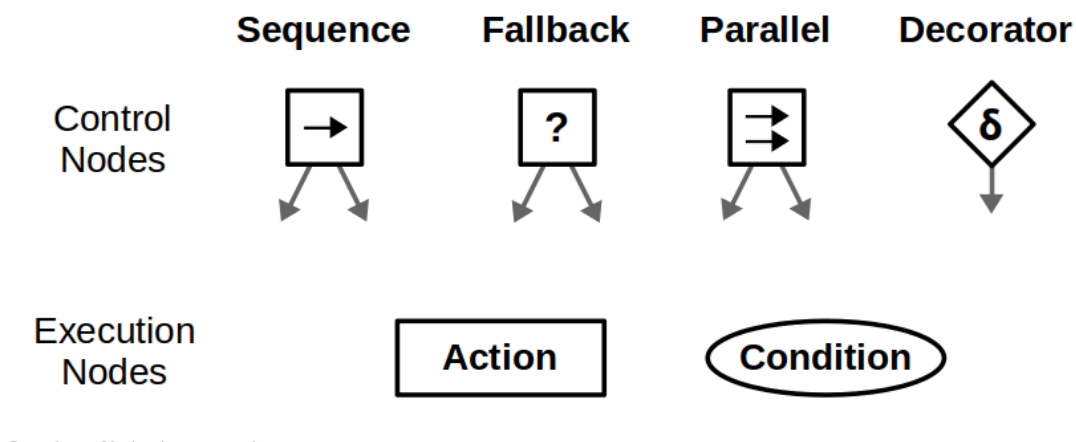 Sequence Fallback Parallel Decorator
Control
Nodes
?
δ
Execution
Nodes
Action
Condition